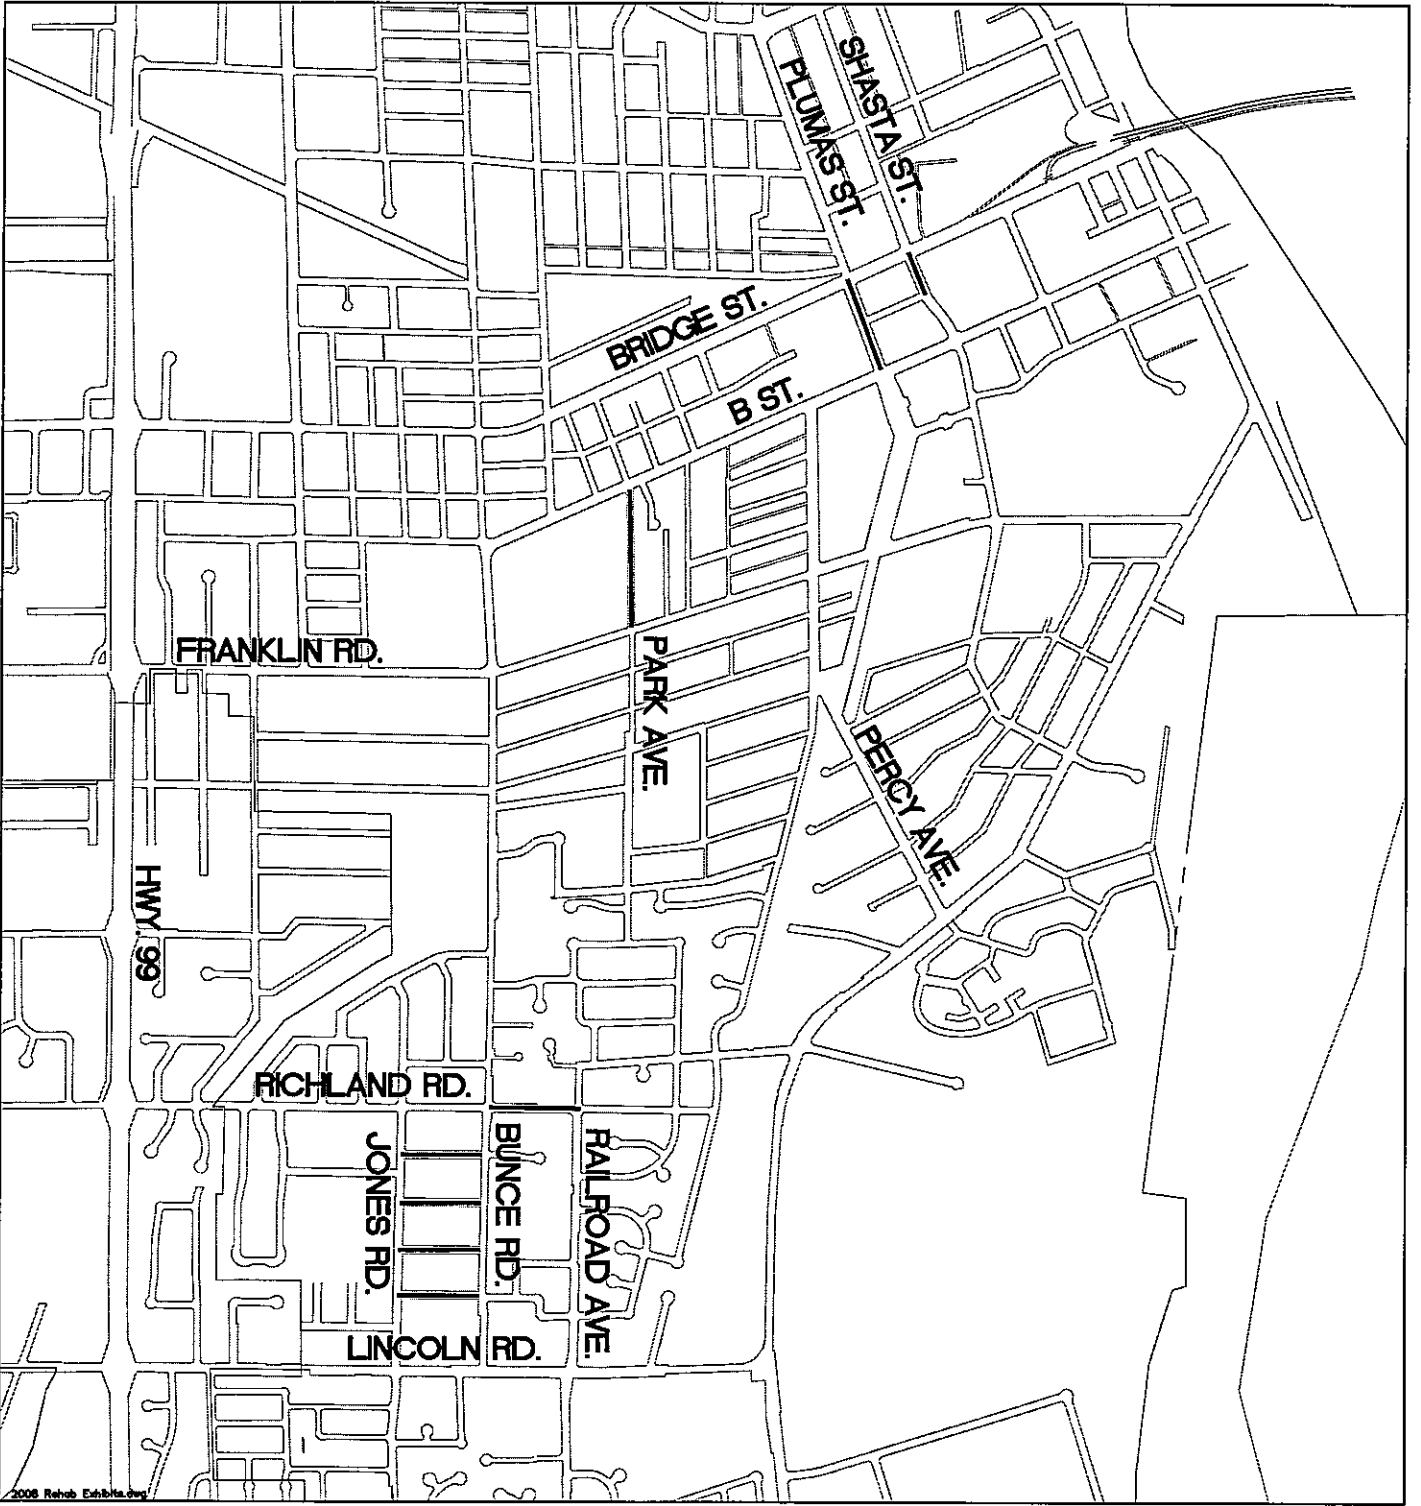 SHASTA ST.
PLUMAS ST.
BRIDGE ST.
B ST.
FRANKLIN RD.
PARK AVE.
PERCY AVE.
HWY. 99
RICHLAND RD.
JONES RD.
BUNCE RD.
RAILROAD AVE.
LINCOLN RD.
2008 Rehab Exhibits.dwg